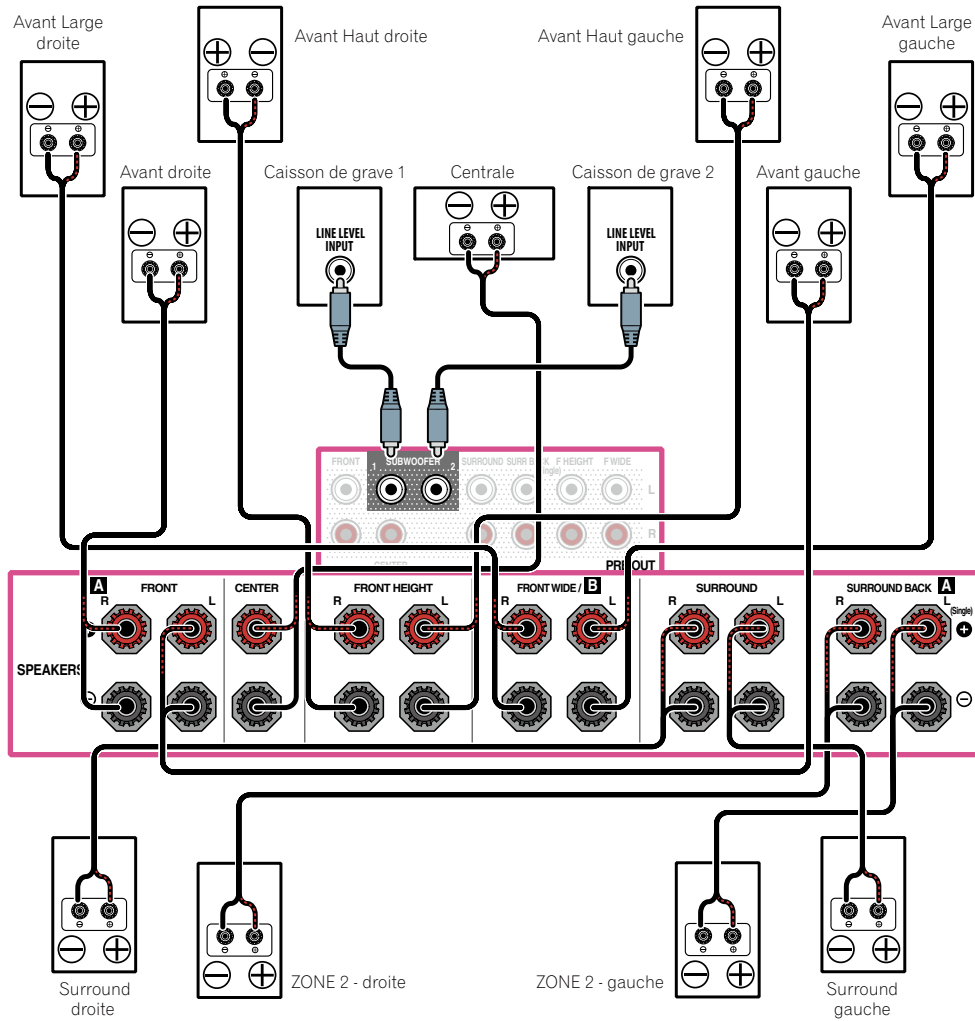 Avant Large
droite
Avant Haut droite
Avant Haut gauche
Avant Large
gauche
Avant droite
Caisson de grave 1
Centrale
Caisson de grave 2
Avant gauche
LINE LEVEL
INPUT
LINE LEVEL
INPUT
FRONT
SUBWOOFER
SURROUND
SURR BACK
F HEIGHT
F WIDE
1
2
L
R
A
FRONT
CENTER
FRONT HEIGHT
FRONT WIDE / B
SURROUND
SURROUND BACK A
R
L
R
L
R
L
R
L
R
L
(Single)
SPEAKERS
Surround
droite
ZONE 2 - droite
ZONE 2 - gauche
Surround
gauche